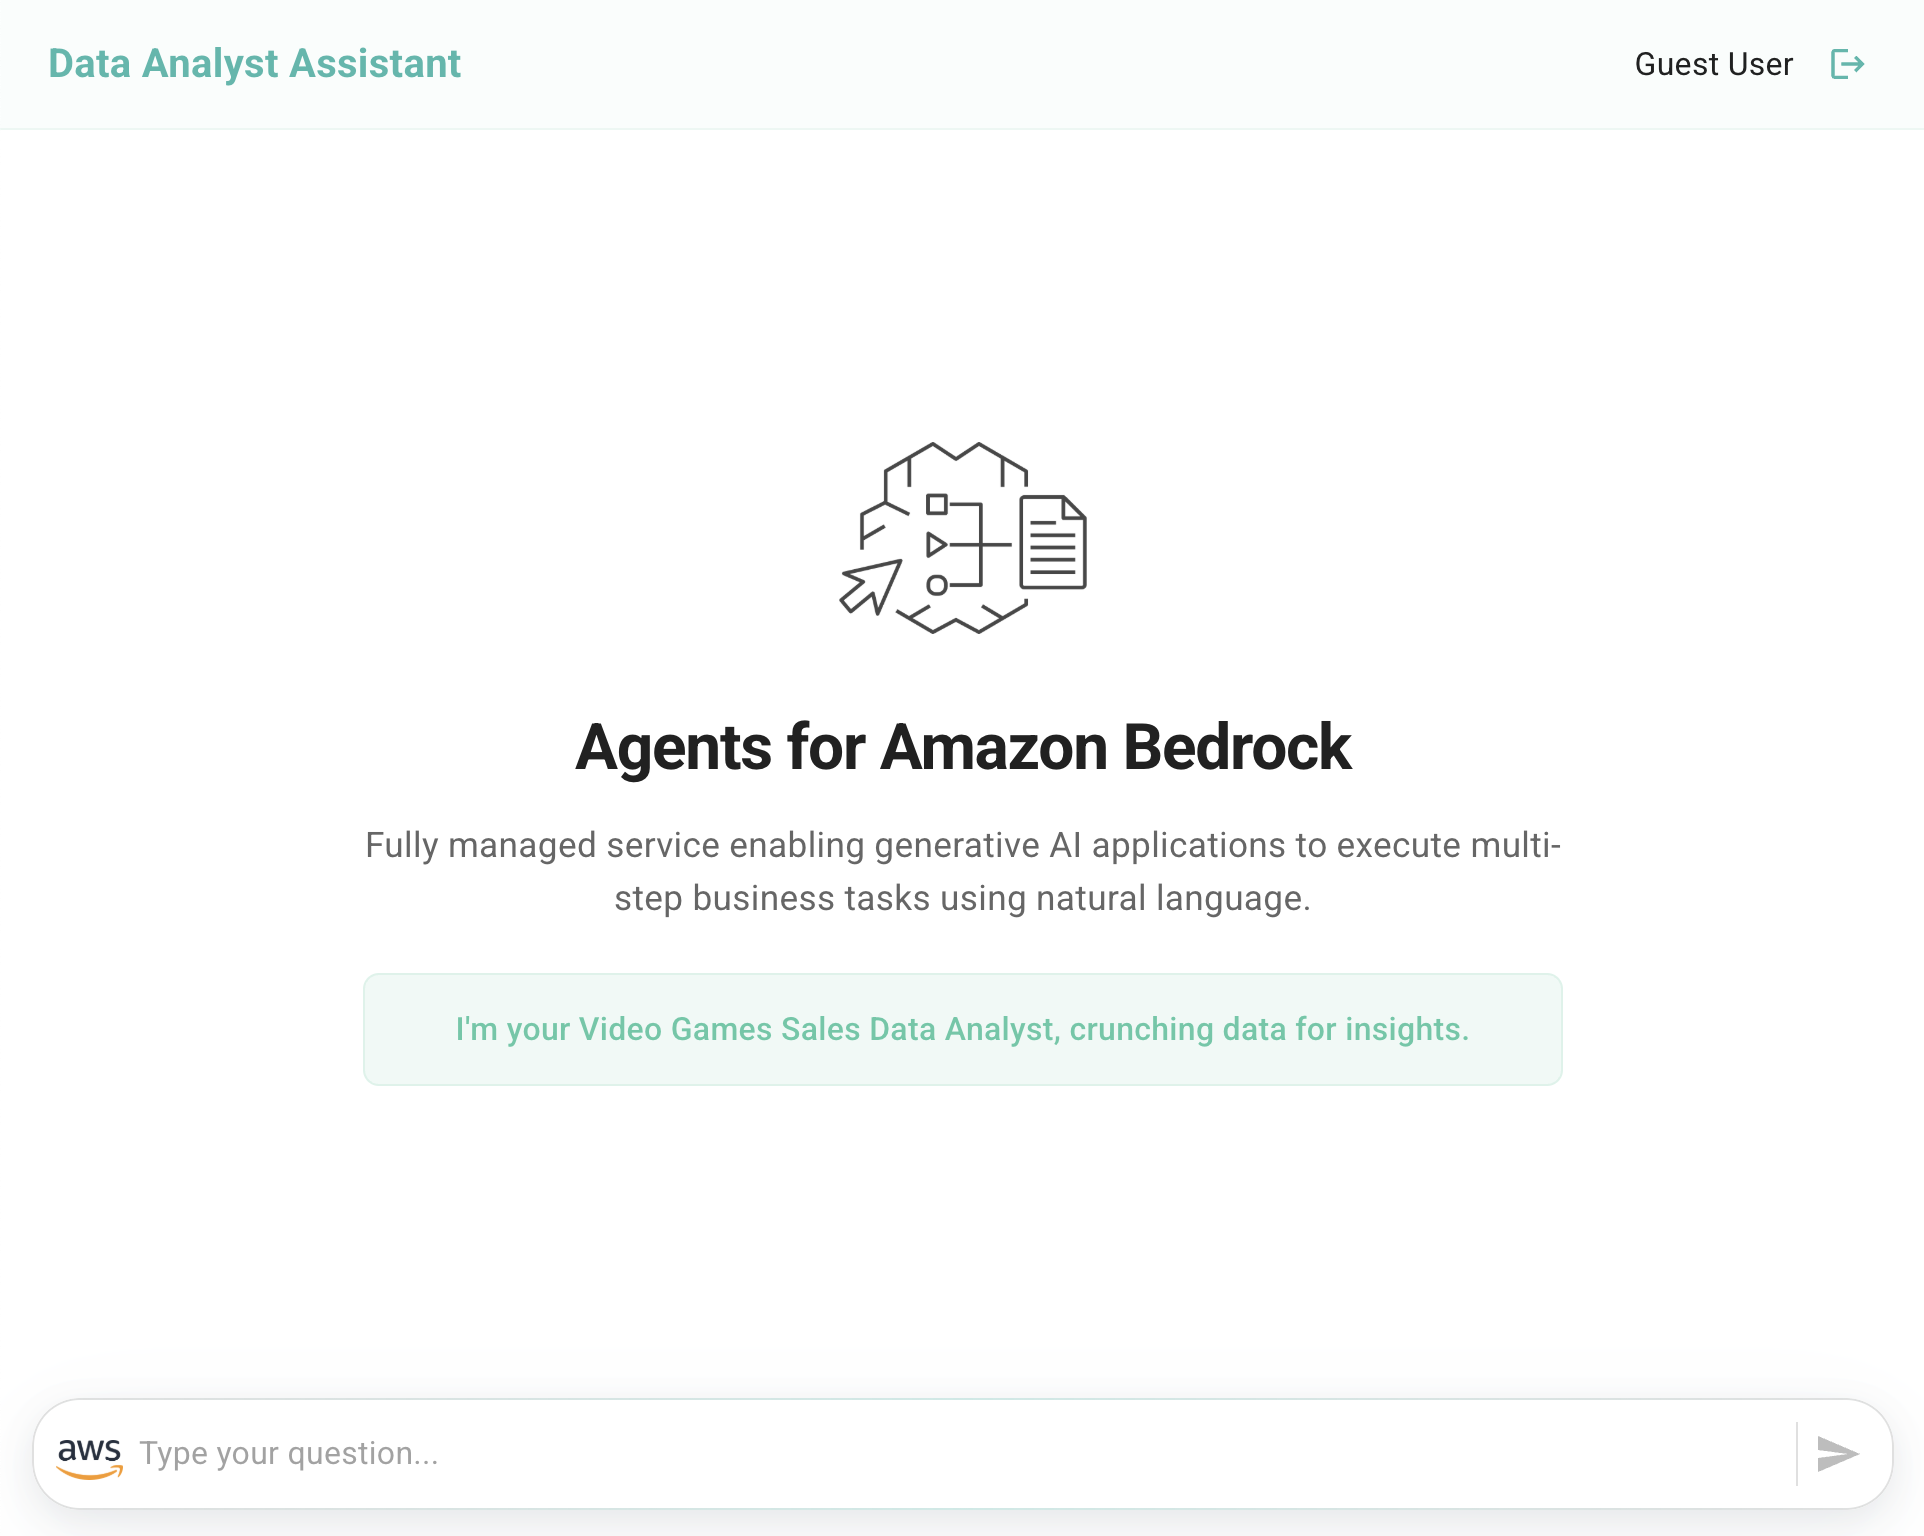 Data Analyst Assistant
Guest User
Agents for Amazon Bedrock
Fully managed service enabling generative AI applications to execute multi-
step business tasks using natural language.
I'm your Video Games Sales Data Analyst, crunching data for insights.
aws
Type your question...